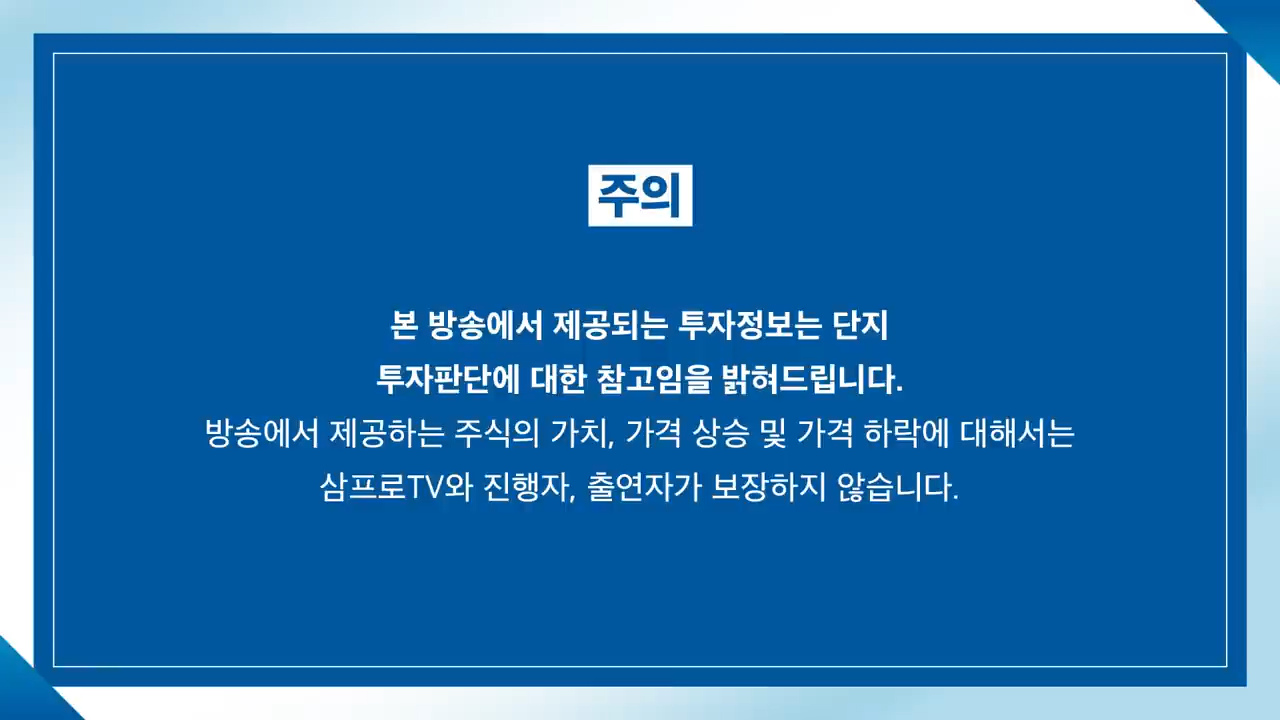 주의
본 방송에서 제공되는 투자정보는 단지
투자판단에 대한 참고임을 밝혀드립니다.
방송에서 제공하는 주식의 가치, 가격 상승 및 가격 하락에 대해서는
삼프로TV와 진행자, 출연자가 보장하지 않습니다.